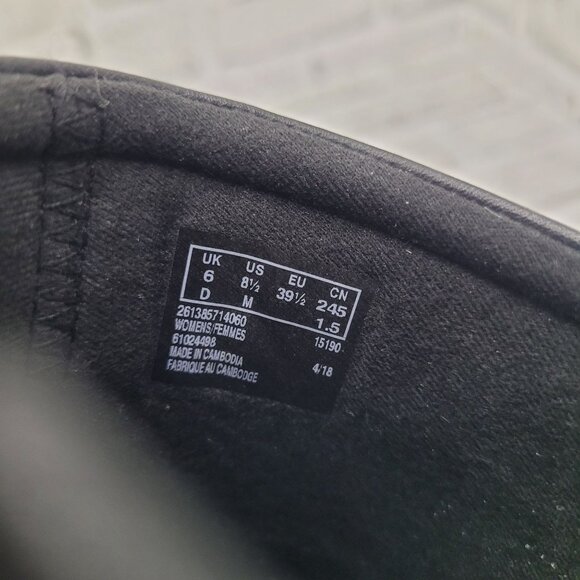 UK US EU CN
6 8½ 39½ 245
D M 1.5
261385714060 15190
WOMENS/FEMMES
61024498
MADE IN CAMBODIA 4/18
FABRIQUE AU CAMBODGE